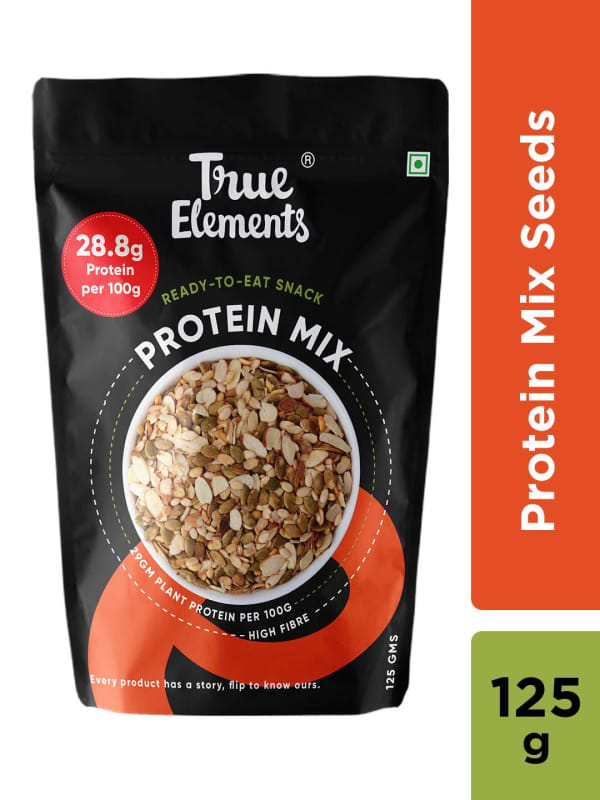 True ®
Elements
28.8g
Protein
per 100g
READY-TO-EAT SNACK
PROTEIN MIX
29GM PLANT PROTEIN PER 100G
HIGH FIBRE
Every product has a story, flip to know ours.
125 GMS
Protein Mix Seeds
125
g